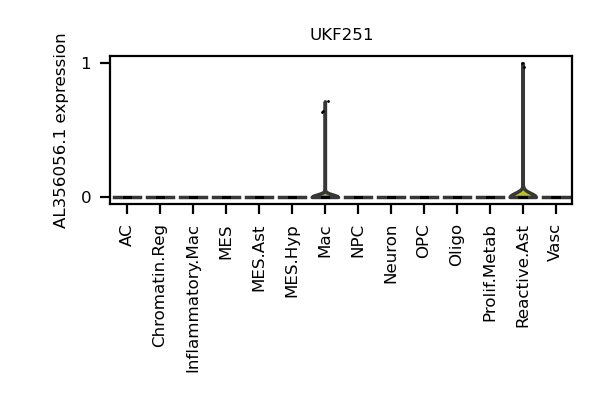 UKF251
AL356056.1 expression
1
0
AC
Chromatin.Reg
Inflammatory.Mac
MES
MES.Ast
MES.Hyp
Mac
NPC
Neuron
OPC
Oligo
Prolif.Metab
Reactive.Ast
Vasc